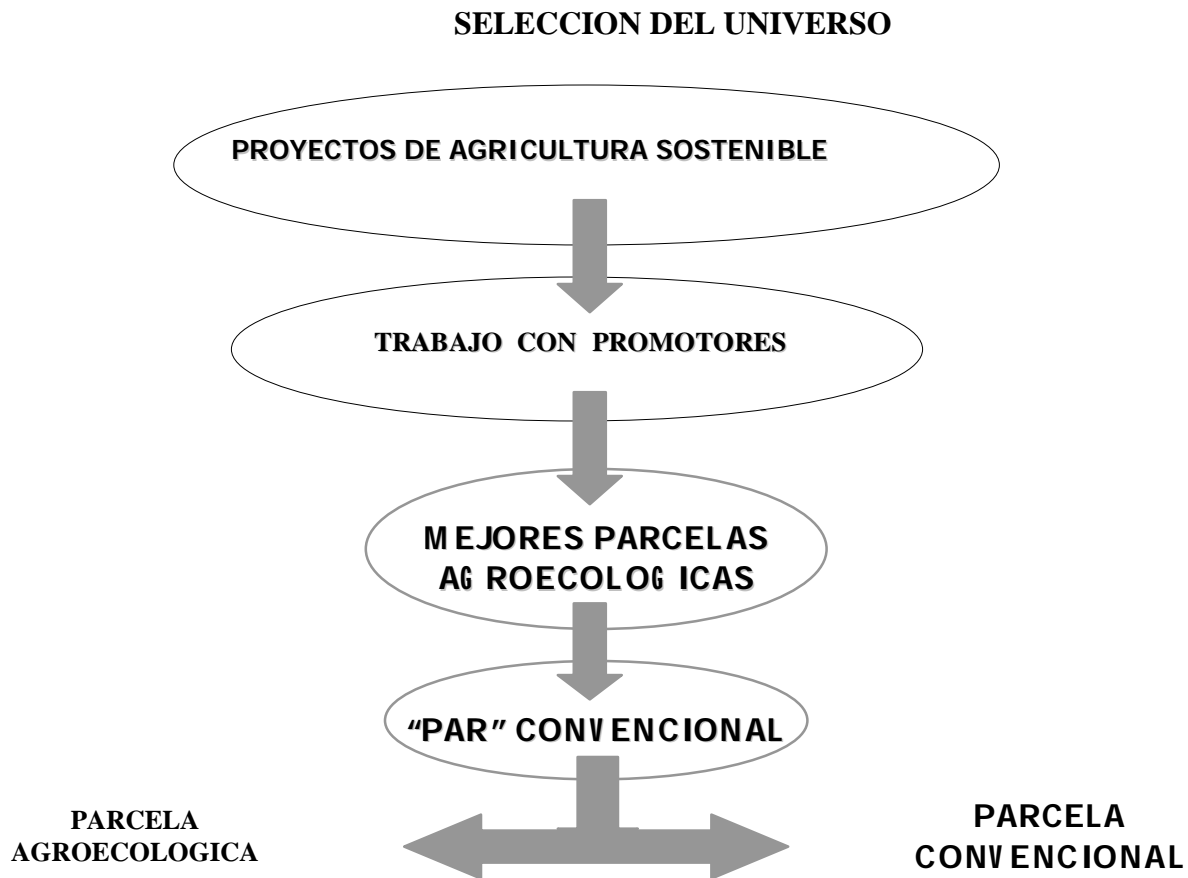 SELECCION DEL UNIVERSO
PROYECTOS DE AGRICULTURA SOSTENIBLE
TRABAJO CON PROMOTORES
MEJORES PARCELAS
AGROECOLOGICAS
“PAR” CONVENCIONAL
PARCELA
AGROECOLOGICA
PARCELA
CONVENCIONAL